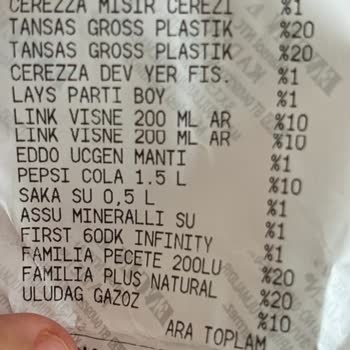 CEREZZA MISIR CEREZI %1
TANSAS GROSS PLASTIK %20
TANSAS GROSS PLASTIK %20
CEREZZA DEV YER FIS. %1
LAYS PARTI BOY %1
LINK VISNE 200 ML AR %10
LINK VISNE 200 ML AR %10
EDDO UCGEN MANTI %1
PEPSI COLA 1.5 L %10
SAKA SU 0,5 L %1
ASSU MINERALLI SU %1
FIRST 60DK INFINITY %1
FAMILIA PECETE 200LU %20
FAMILIA PLUS NATURAL %20
ULUDAG GAZOZ %10
ARA TOPLAM